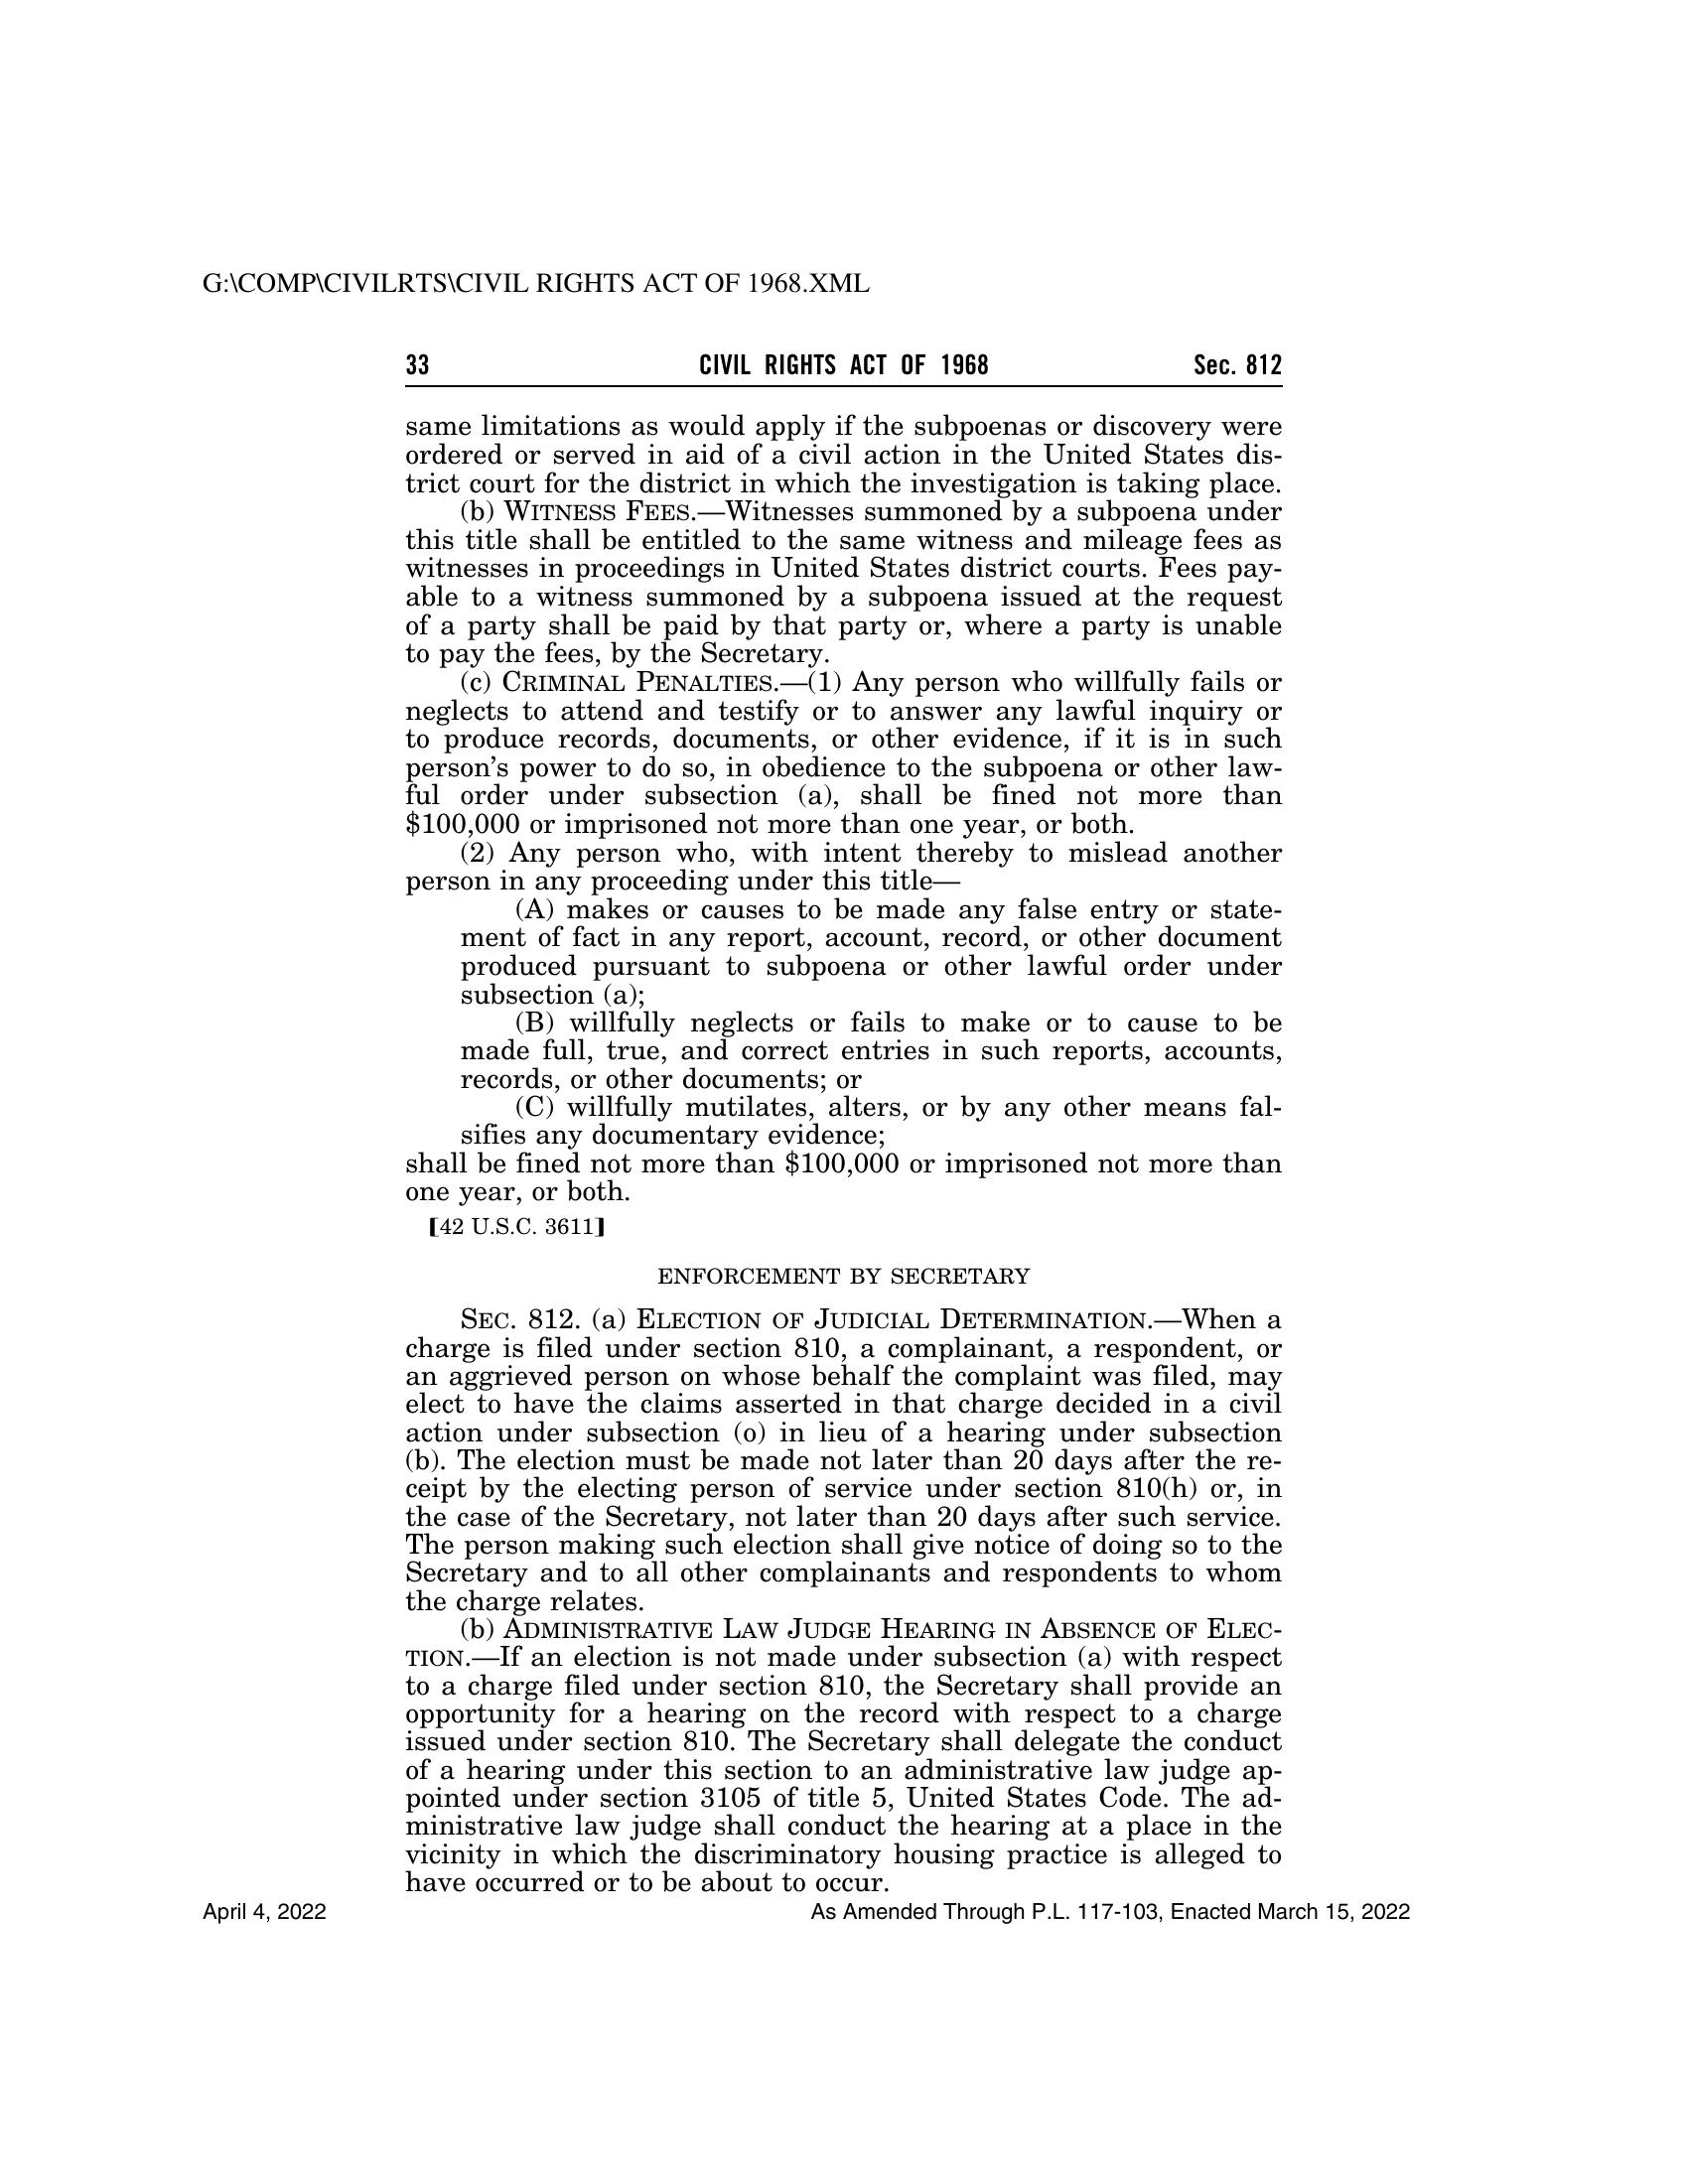 G:\COMP\CIVILRTS\CIVIL RIGHTS ACT OF 1968.XML
33 CIVIL RIGHTS ACT OF 1968 Sec. 812
same limitations as would apply if the subpoenas or discovery were
ordered or served in aid of a civil action in the United States dis-
trict court for the district in which the investigation is taking place.
(b) WITNESS FEES.—Witnesses summoned by a subpoena under
this title shall be entitled to the same witness and mileage fees as
witnesses in proceedings in United States district courts. Fees pay-
able to a witness summoned by a subpoena issued at the request
of a party shall be paid by that party or, where a party is unable
to pay the fees, by the Secretary.
(c) CRIMINAL PENALTIES.—(1) Any person who willfully fails or
neglects to attend and testify or to answer any lawful inquiry or
to produce records, documents, or other evidence, if it is in such
person’s power to do so, in obedience to the subpoena or other law-
ful order under subsection (a), shall be fined not more than
$100,000 or imprisoned not more than one year, or both.
(2) Any person who, with intent thereby to mislead another
person in any proceeding under this title—
(A) makes or causes to be made any false entry or state-
ment of fact in any report, account, record, or other document
produced pursuant to subpoena or other lawful order under
subsection (a);
(B) willfully neglects or fails to make or to cause to be
made full, true, and correct entries in such reports, accounts,
records, or other documents; or
(C) willfully mutilates, alters, or by any other means fal-
sifies any documentary evidence;
shall be fined not more than $100,000 or imprisoned not more than
one year, or both.
[42 U.S.C. 3611]
ENFORCEMENT BY SECRETARY
SEC. 812. (a) ELECTION OF JUDICIAL DETERMINATION.—When a
charge is filed under section 810, a complainant, a respondent, or
an aggrieved person on whose behalf the complaint was filed, may
elect to have the claims asserted in that charge decided in a civil
action under subsection (o) in lieu of a hearing under subsection
(b). The election must be made not later than 20 days after the re-
ceipt by the electing person of service under section 810(h) or, in
the case of the Secretary, not later than 20 days after such service.
The person making such election shall give notice of doing so to the
Secretary and to all other complainants and respondents to whom
the charge relates.
(b) ADMINISTRATIVE LAW JUDGE HEARING IN ABSENCE OF ELEC-
TION.—If an election is not made under subsection (a) with respect
to a charge filed under section 810, the Secretary shall provide an
opportunity for a hearing on the record with respect to a charge
issued under section 810. The Secretary shall delegate the conduct
of a hearing under this section to an administrative law judge ap-
pointed under section 3105 of title 5, United States Code. The ad-
ministrative law judge shall conduct the hearing at a place in the
vicinity in which the discriminatory housing practice is alleged to
have occurred or to be about to occur.
April 4, 2022 As Amended Through P.L. 117-103, Enacted March 15, 2022